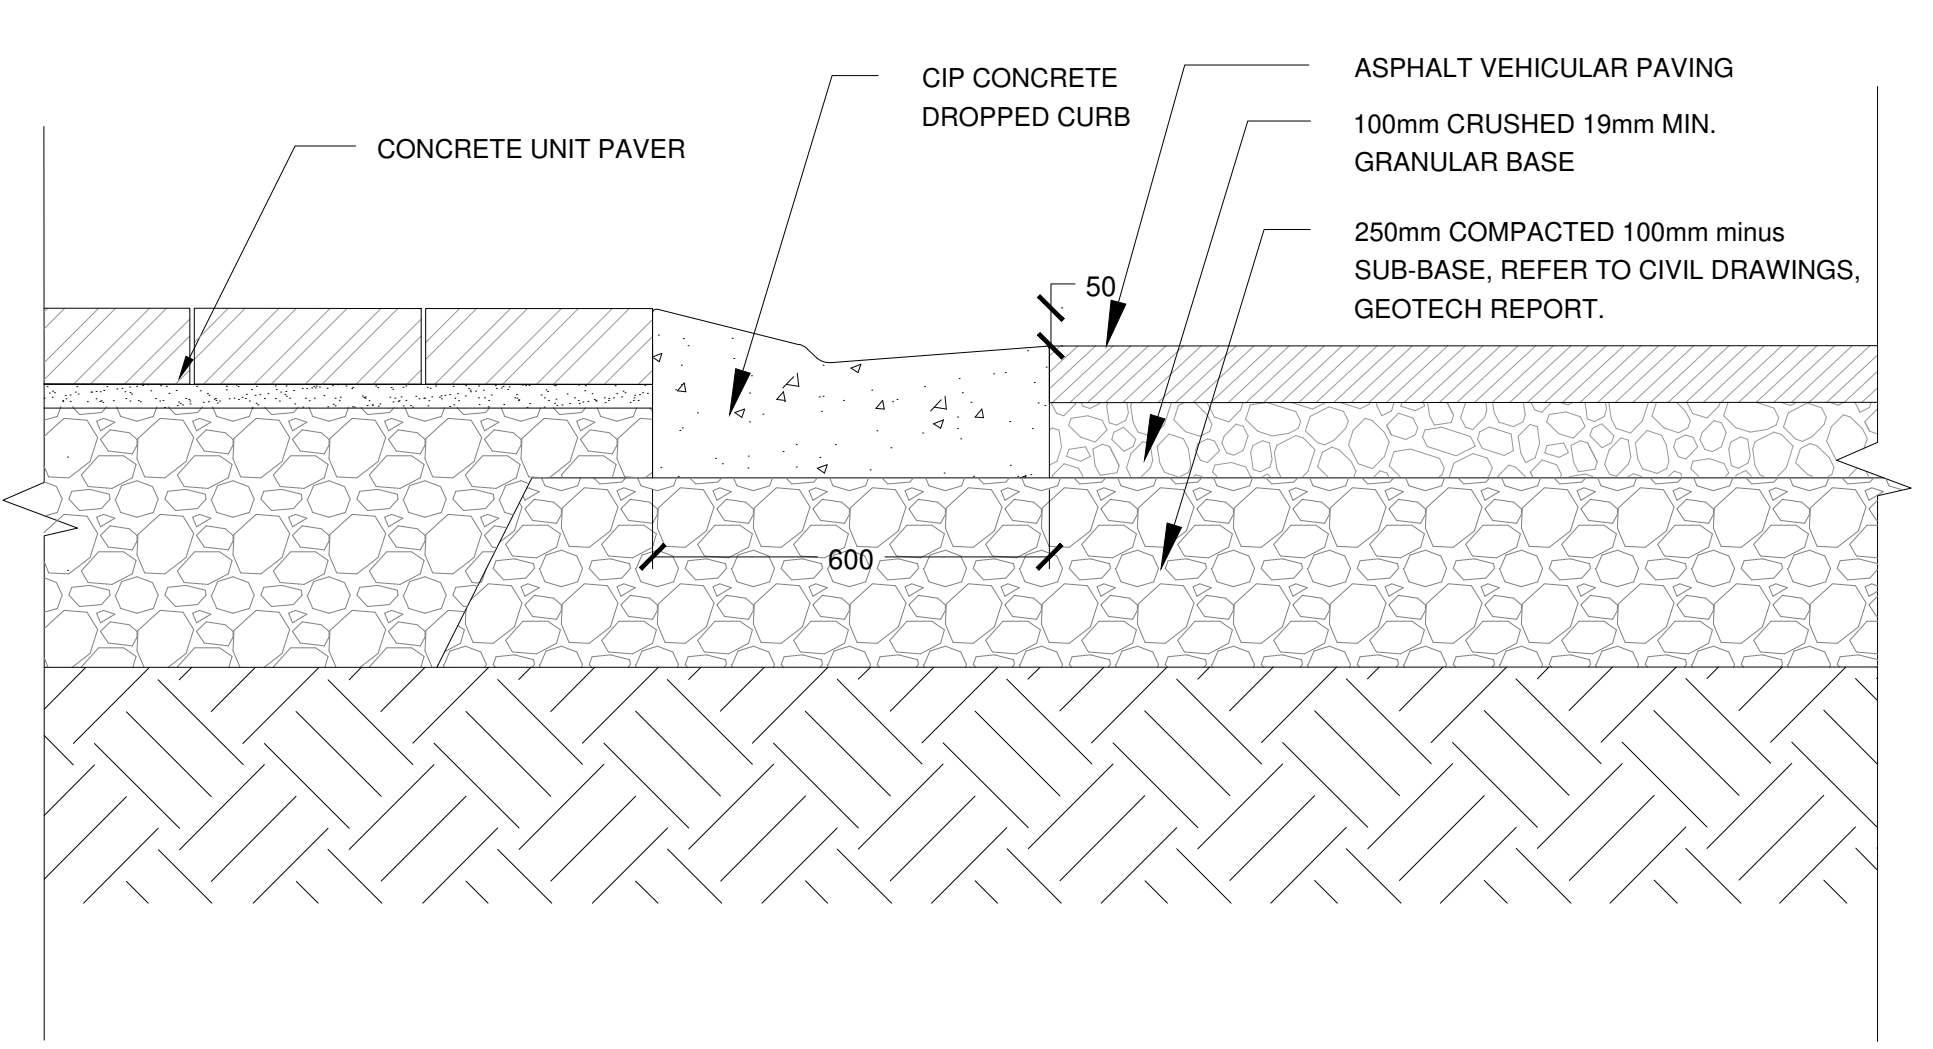 CONCRETE UNIT PAVER
CIP CONCRETE
DROPPED CURB
ASPHALT VEHICULAR PAVING
100mm CRUSHED 19mm MIN.
GRANULAR BASE
250mm COMPACTED 100mm minus
SUB-BASE, REFER TO CIVIL DRAWINGS,
GEOTECH REPORT.
50
600